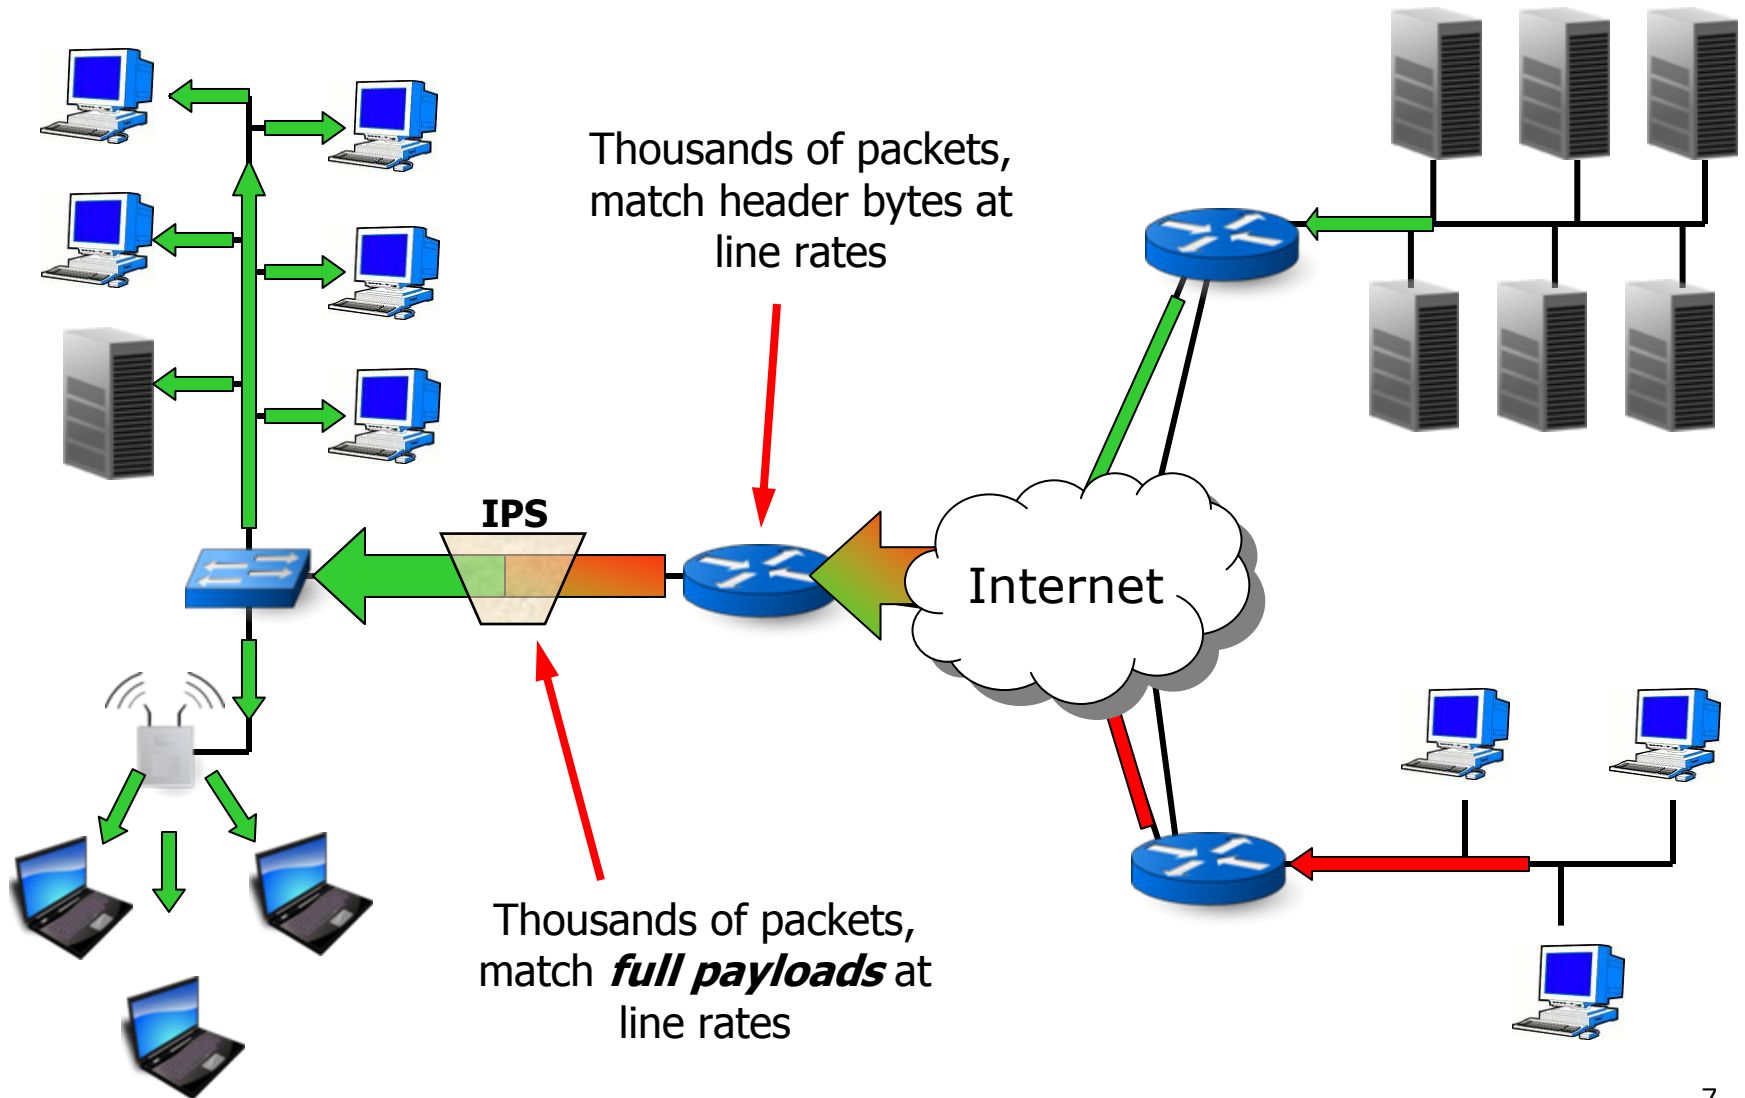 Thousands of packets,
match header bytes at
line rates
IPS
Internet
Thousands of packets,
match full payloads at
line rates
7